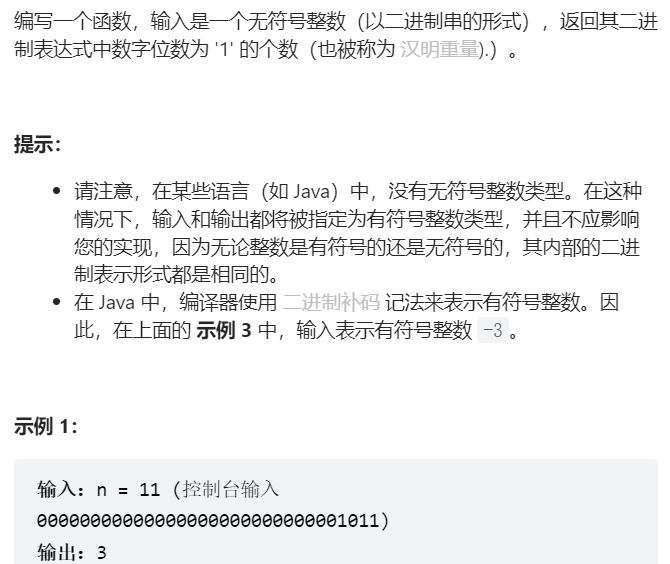 编写一个函数，输入是一个无符号整数（以二进制串的形式），返回其二进
制表达式中数字位数为 '1' 的个数（也被称为 汉明重量).）。
提示：
• 请注意，在某些语言（如 Java）中，没有无符号整数类型。在这种
情况下，输入和输出都将被指定为有符号整数类型，并且不应影响
您的实现，因为无论整数是有符号的还是无符号的，其内部的二进
制表示形式都是相同的。
• 在 Java 中，编译器使用 二进制补码 记法来表示有符号整数。因
此，在上面的 示例 3 中，输入表示有符号整数 -3。
示例 1：
输入：n = 11 (控制台输入
00000000000000000000000000001011)
输出：3